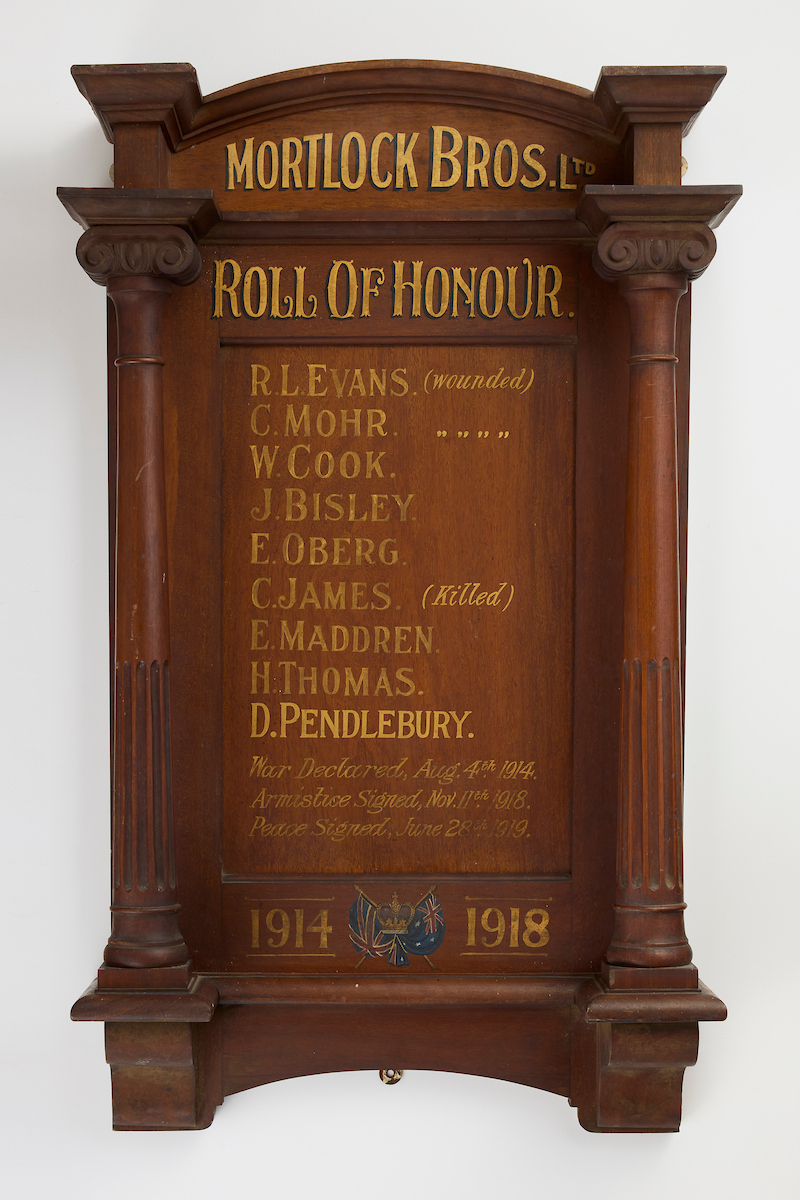 MORTLOCK BROS. LTD
ROLL OF HONOUR.
R.L.EVANS. (wounded)
C.MOHR. " " " "
W.COOK.
J.BISLEY.
E.OBERG.
C.JAMES. (Killed)
E.MADDREN.
H.THOMAS.
D.PENDLEBURY.
War Declared, Aug. 4th 1914.
Armistise Signed, Nov. 11th 1918.
Peace Signed, June 28th 1919.
1914 1918